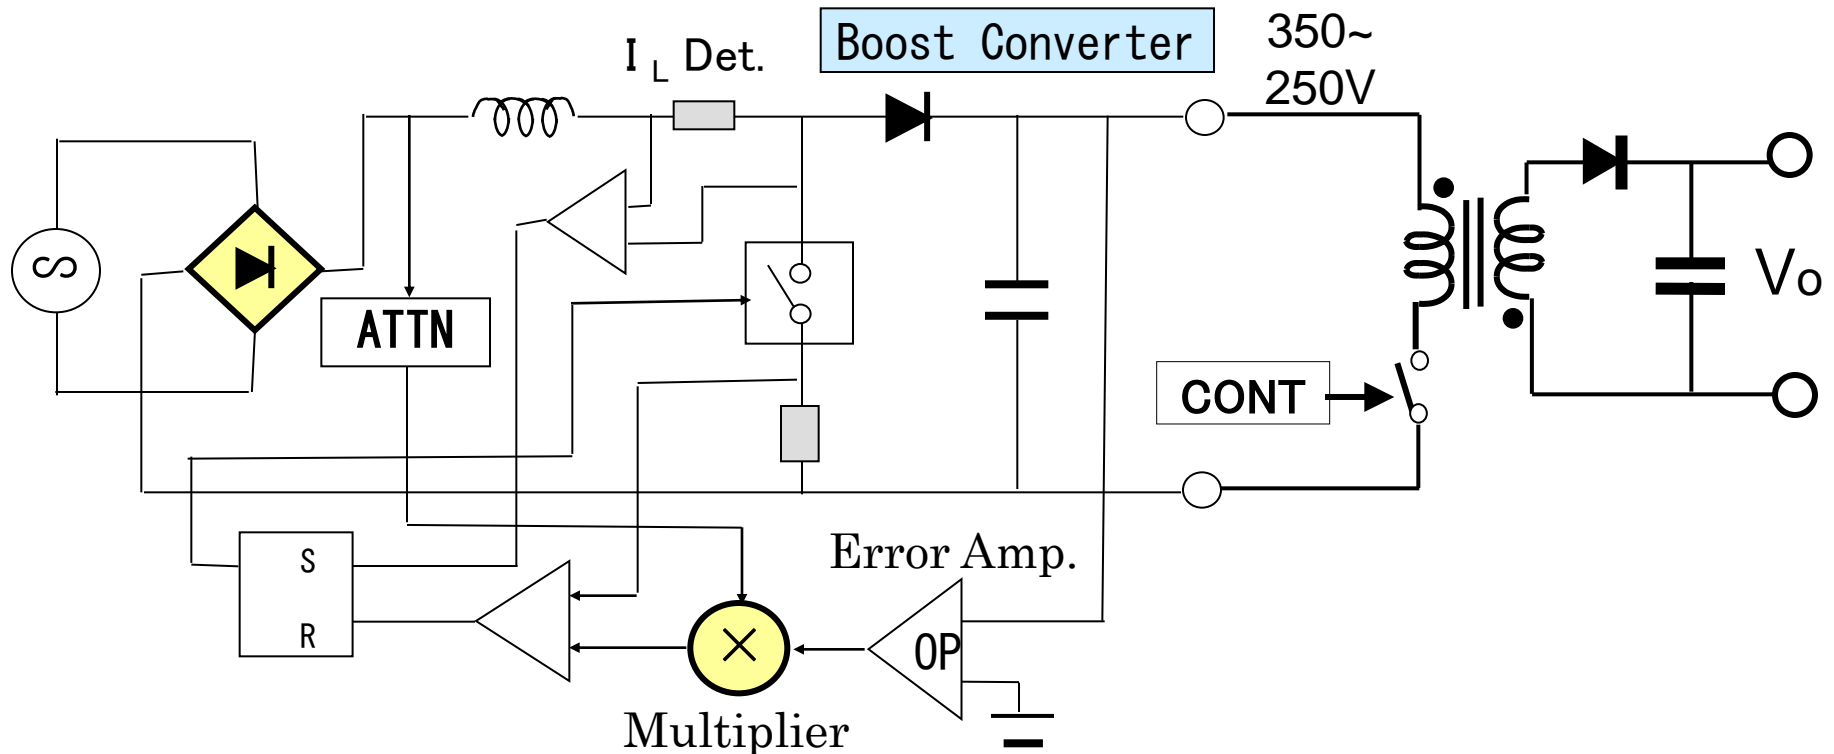 Boost Converter
350~
250V
I L Det.
ATTN
Vo
CONT
S
R
Error Amp.
OP
×
Multiplier